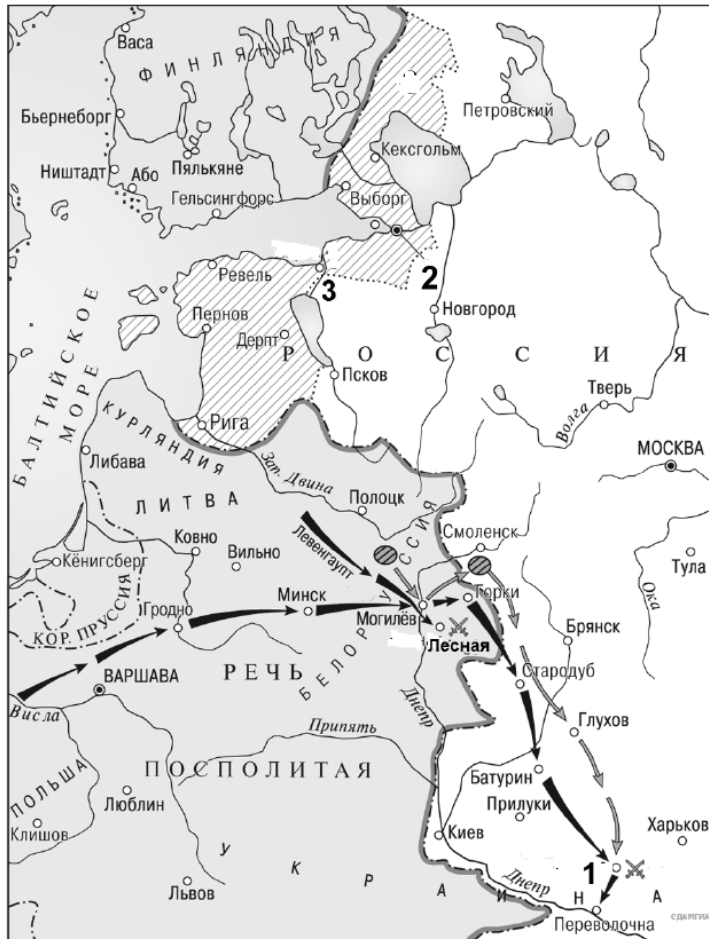 Васа
ФИНЛЯНДИЯ
Бьернеборг
Петровский
Кексгольм
Ништадт
Або
Пялькяне
Гельсингфорс
Выборг
Ревель
3
2
Пернов
Новгород
Дерпт
РОССИЯ
Псков
БАЛТИЙСКОЕ
МОРЕ
Тверь
Волга
Рига
КУРЛЯНДИЯ
МОСКВА
Либава
Зап. Двина
ЛИТВА
Полоцк
Смоленск
Ковно
Вильно
Левенгаупт
БЕЛОРУССИЯ
Тула
Кёнигсберг
Ока
Минск
Горки
КОР. ПРУССИЯ
Гродно
Могилёв
Брянск
Лесная
РЕЧЬ
ВАРШАВА
Стародуб
Висла
Днепр
Глухов
Припять
ПОСПОЛИТАЯ
Батурин
ПОЛЬША
Люблин
Прилуки
Клишов
Киев
Харьков
УКРАИНА
Днепр
1
Львов
Переволочна
СДАМГИА